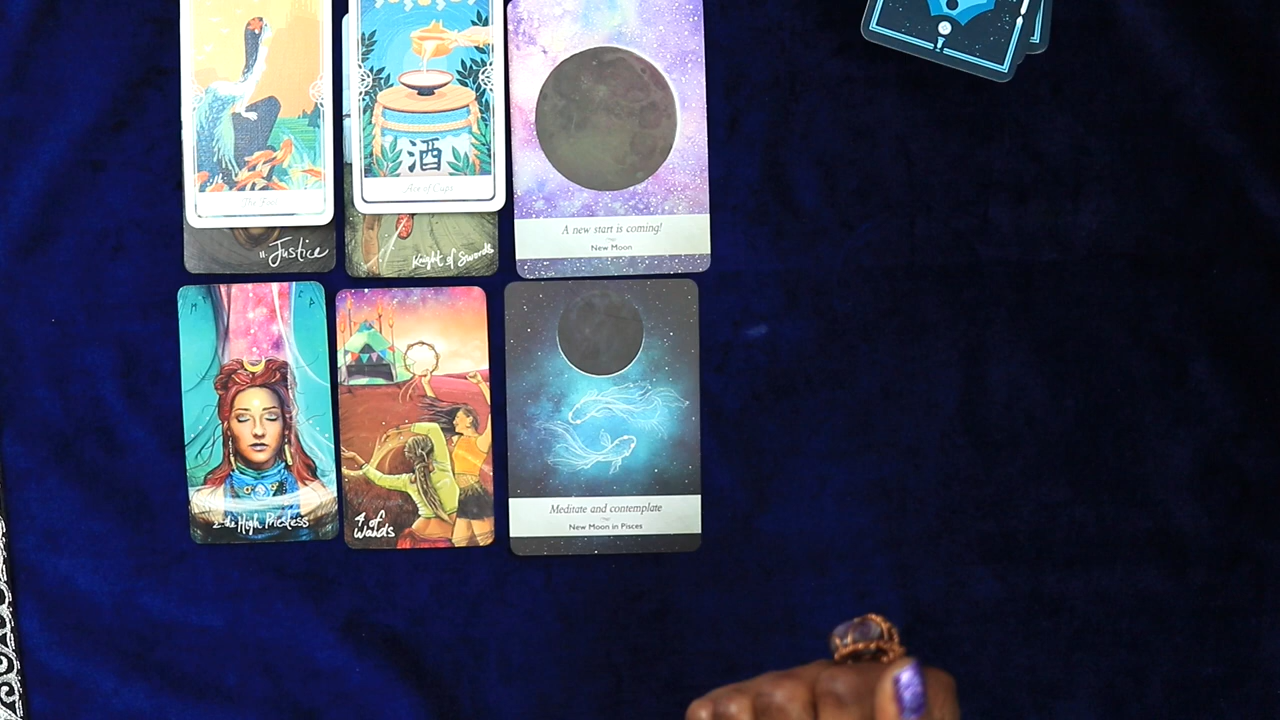 The Fool
11 Justice
酒
Ace of Cups
Knight of Swords
A new start is coming!
New Moon
2. the High Priestess
4 of
Wands
Meditate and contemplate
New Moon in Pisces